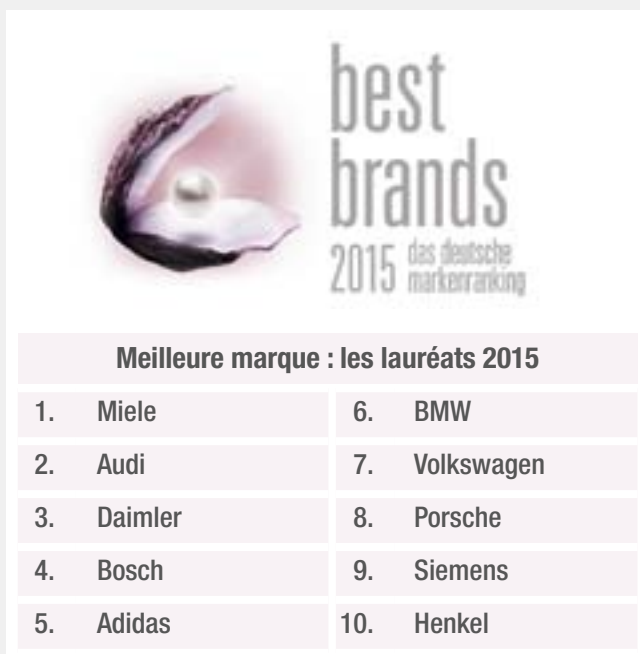 best
brands
2015 das deutsche
markenranking
Meilleure marque : les lauréats 2015
1. Miele
2. Audi
3. Daimler
4. Bosch
5. Adidas
6. BMW
7. Volkswagen
8. Porsche
9. Siemens
10. Henkel